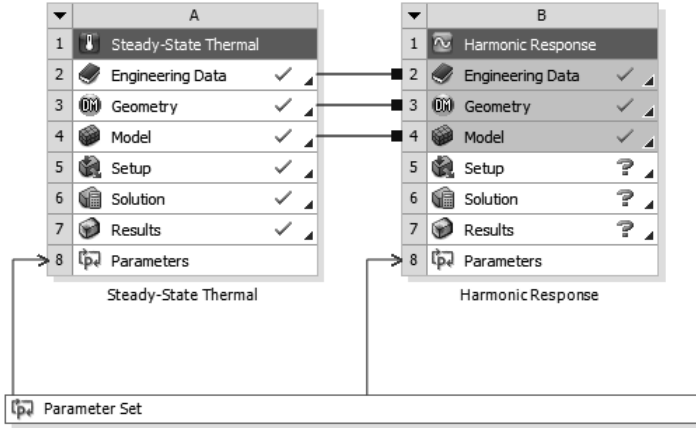 A
1 Steady-State Thermal
2 Engineering Data
3 DM Geometry
4 Model
5 Setup
6 Solution
7 Results
8 p Parameters
Steady-State Thermal
B
1 Harmonic Response
2 Engineering Data
3 DM Geometry
4 Model
5 Setup ?
6 Solution ?
7 Results ?
8 p Parameters
Harmonic Response
p Parameter Set